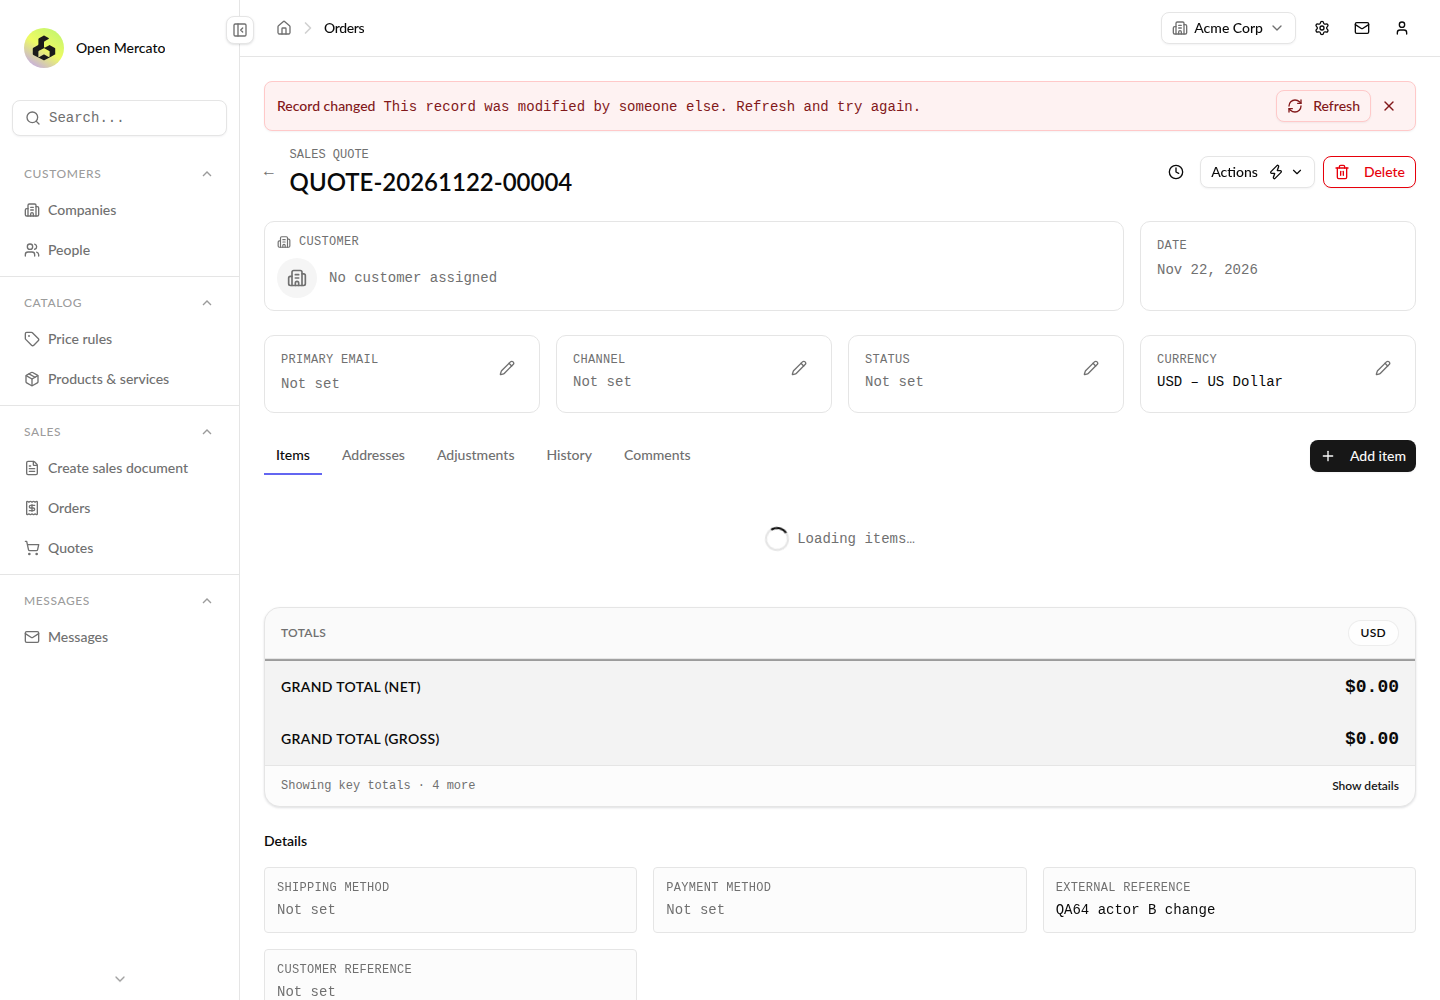 Open Mercato
Orders
Acme Corp
Search...
Record changed This record was modified by someone else. Refresh and try again.
Refresh
←
SALES QUOTE
QUOTE-20261122-00004
Actions
Delete
CUSTOMERS
Companies
People
CATALOG
Price rules
Products & services
SALES
Create sales document
Orders
Quotes
MESSAGES
Messages
CUSTOMER
No customer assigned
DATE
Nov 22, 2026
PRIMARY EMAIL
Not set
CHANNEL
Not set
STATUS
Not set
CURRENCY
USD – US Dollar
Items
Addresses
Adjustments
History
Comments
Add item
Loading items…
TOTALS
USD
GRAND TOTAL (NET)
$0.00
GRAND TOTAL (GROSS)
$0.00
Showing key totals · 4 more
Show details
Details
SHIPPING METHOD
Not set
PAYMENT METHOD
Not set
EXTERNAL REFERENCE
QA64 actor B change
CUSTOMER REFERENCE
Not set